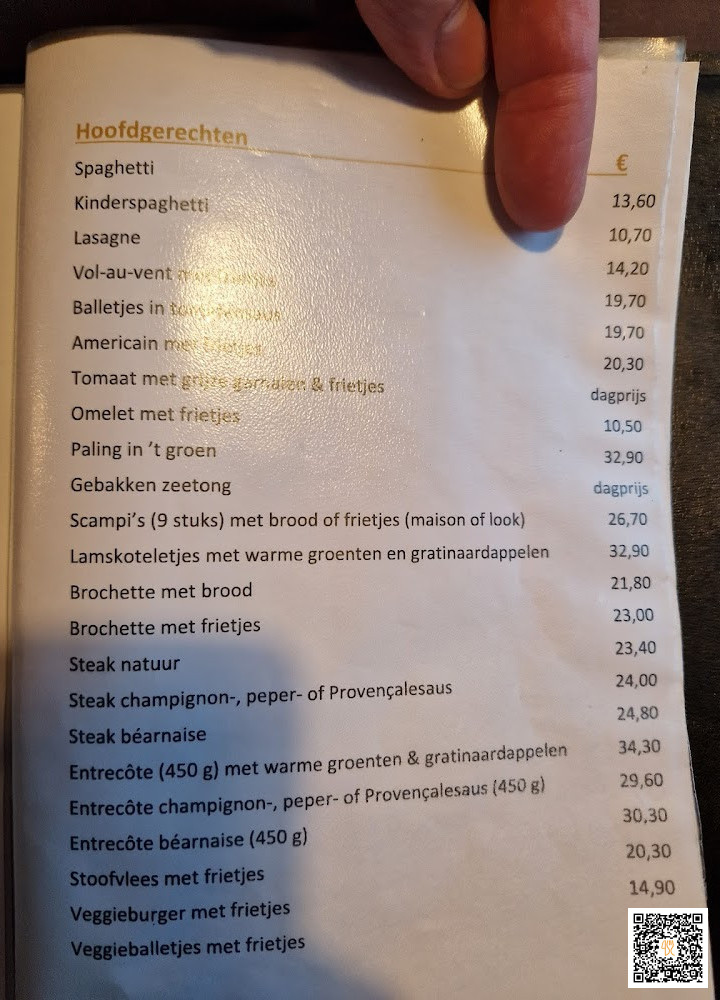 Hoofdgerechten €
Spaghetti 13,60
Kinderspaghetti 10,70
Lasagne 14,20
Vol-au-vent met frietjes 19,70
Balletjes in tomatensaus 19,70
Americain met frietjes 20,30
Tomaat met grijze garnalen & frietjes dagprijs
Omelet met frietjes 10,50
Paling in 't groen 32,90
Gebakken zeetong dagprijs
Scampi's (9 stuks) met brood of frietjes (maison of look) 26,70
Lamskoteletjes met warme groenten en gratinaardappelen 32,90
Brochette met brood 21,80
Brochette met frietjes 23,00
Steak natuur 23,40
Steak champignon-, peper- of Provençalesaus 24,00
Steak béarnaise 24,80
Entrecôte (450 g) met warme groenten & gratinaardappelen 34,30
Entrecôte champignon-, peper- of Provençalesaus (450 g) 29,60
Entrecôte béarnaise (450 g) 30,30
Stoofvlees met frietjes 20,30
Veggieburger met frietjes 14,90
Veggieballetjes met frietjes